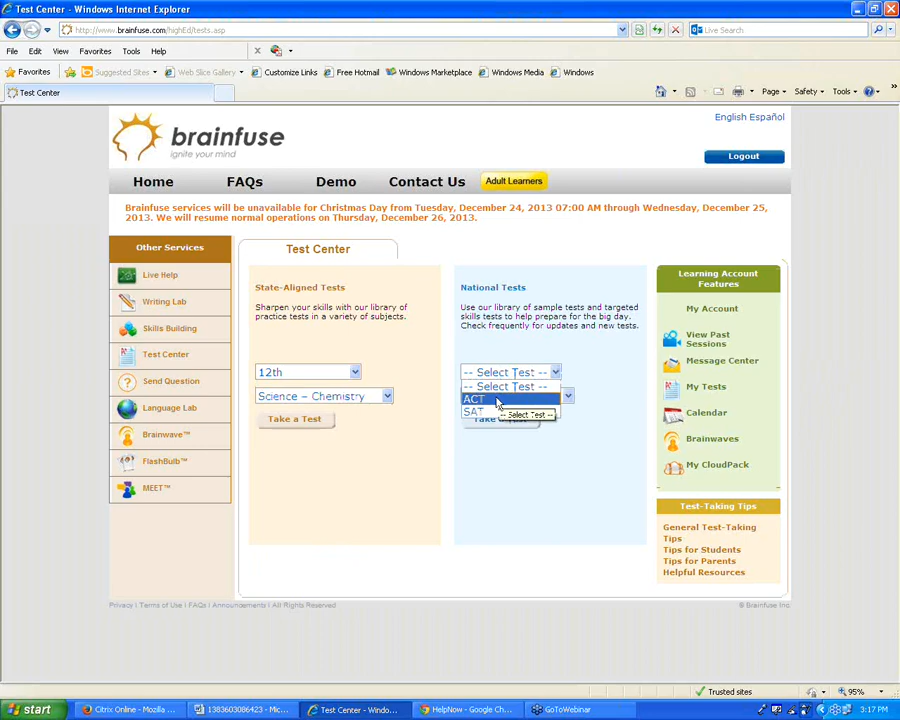 Test Center - Windows Internet Explorer
http://www.brainfuse.com/highEd/tests.asp
Live Search
File Edit View Favorites Tools Help
Favorites Suggested Sites Web Slice Gallery Customize Links Free Hotmail Windows Marketplace Windows Media Windows
Test Center Page Safety Tools
English Español
brainfuse
ignite your mind
Logout
Home FAQs Demo Contact Us Adult Learners
Brainfuse services will be unavailable for Christmas Day from Tuesday, December 24, 2013 07:00 AM through Wednesday, December 25,
2013. We will resume normal operations on Thursday, December 26, 2013.
Other Services
Live Help
Writing Lab
Skills Building
Test Center
Send Question
Language Lab
Brainwave™
FlashBulb™
MEET™
Test Center
State-Aligned Tests
Sharpen your skills with our library of
practice tests in a variety of subjects.
12th
Science - Chemistry
Take a Test
National Tests
Use our library of sample tests and targeted
skills tests to help prepare for the big day.
Check frequently for updates and new tests.
-- Select Test --
-- Select Test --
ACT
SAT
-- Select Test --
Learning Account
Features
My Account
View Past
Sessions
Message Center
My Tests
Calendar
Brainwaves
My CloudPack
Test-Taking Tips
General Test-Taking
Tips
Tips for Students
Tips for Parents
Helpful Resources
Privacy | Terms of Use | FAQs | Announcements | All Rights Reserved
© Brainfuse Inc.
Trusted sites 95%
start Citrix Online - Mozilla ... 1383603086423 - Mic... Test Center - Windo... HelpNow - Google Ch... GoToWebinar 3:17 PM